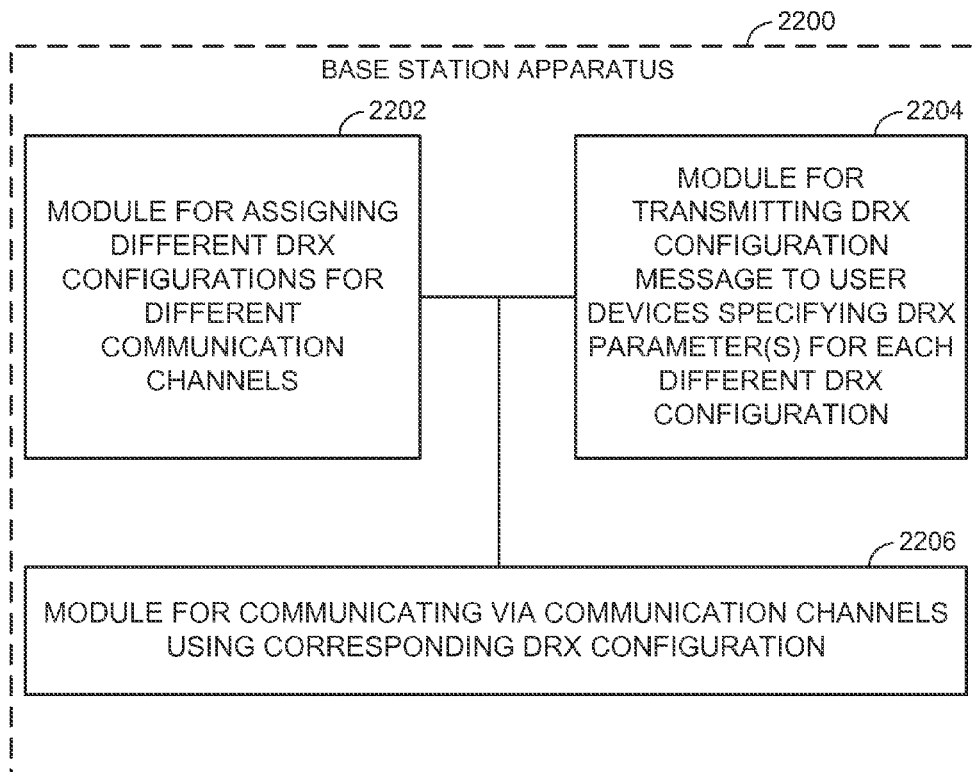 2200
BASE STATION APPARATUS
2202
MODULE FOR ASSIGNING
DIFFERENT DRX
CONFIGURATIONS FOR
DIFFERENT
COMMUNICATION
CHANNELS
2204
MODULE FOR
TRANSMITTING DRX
CONFIGURATION
MESSAGE TO USER
DEVICES SPECIFYING DRX
PARAMETER(S) FOR EACH
DIFFERENT DRX
CONFIGURATION
2206
MODULE FOR COMMUNICATING VIA COMMUNICATION CHANNELS
USING CORRESPONDING DRX CONFIGURATION